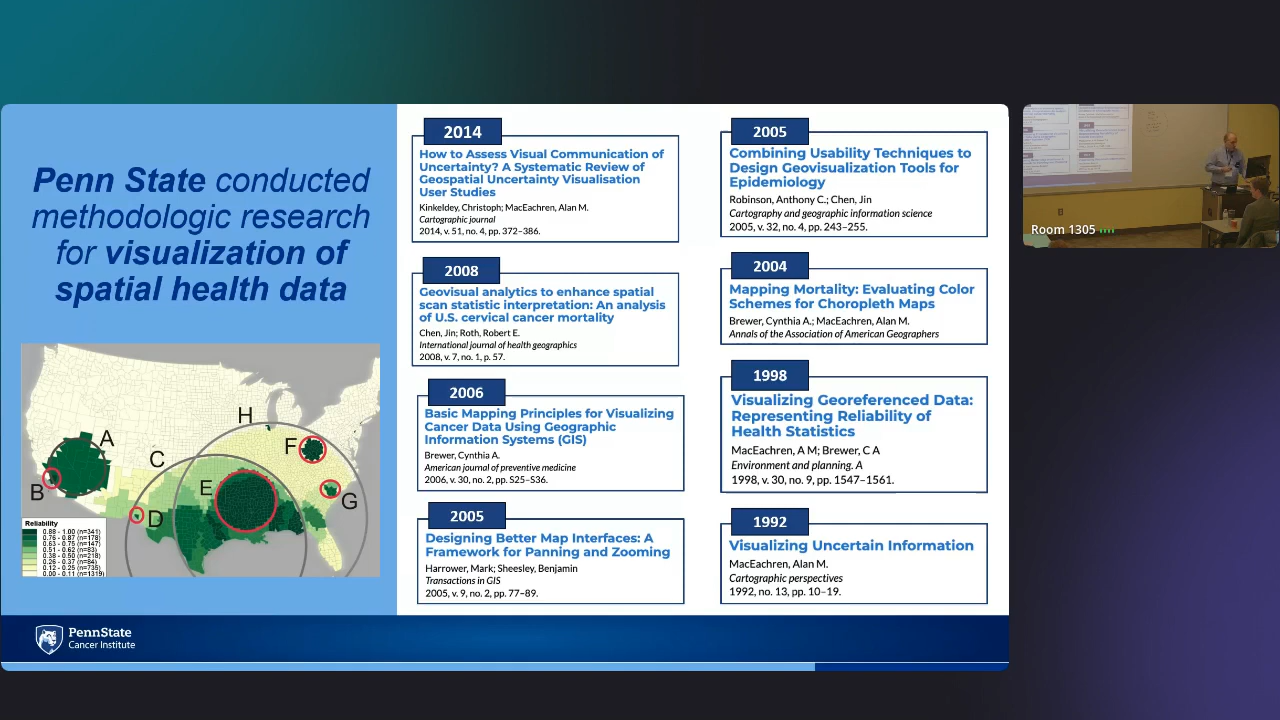 Penn State conducted
methodologic research
for visualization of
spatial health data
H
A
F
C
E
B
G
D
Reliability
0.88 - 1.00 (n=341)
0.76 - 0.87 (n=178)
0.63 - 0.75 (n=147)
0.51 - 0.62 (n=83)
0.38 - 0.50 (n=218)
0.26 - 0.37 (n=84)
0.12 - 0.25 (n=735)
0.00 - 0.11 (n=1319)
2014
How to Assess Visual Communication of
Uncertainty? A Systematic Review of
Geospatial Uncertainty Visualisation
User Studies
Kinkeldey, Christoph; MacEachren, Alan M.
Cartographic journal
2014, v. 51, no. 4, pp. 372–386.
2008
Geovisual analytics to enhance spatial
scan statistic interpretation: An analysis
of U.S. cervical cancer mortality
Chen, Jin; Roth, Robert E.
International journal of health geographics
2008, v. 7, no. 1, p. 57.
2006
Basic Mapping Principles for Visualizing
Cancer Data Using Geographic
Information Systems (GIS)
Brewer, Cynthia A.
American journal of preventive medicine
2006, v. 30, no. 2, pp. S25–S36.
2005
Designing Better Map Interfaces: A
Framework for Panning and Zooming
Harrower, Mark; Sheesley, Benjamin
Transactions in GIS
2005, v. 9, no. 2, pp. 77–89.
2005
Combining Usability Techniques to
Design Geovisualization Tools for
Epidemiology
Robinson, Anthony C.; Chen, Jin
Cartography and geographic information science
2005, v. 32, no. 4, pp. 243–255.
2004
Mapping Mortality: Evaluating Color
Schemes for Choropleth Maps
Brewer, Cynthia A.; MacEachren, Alan M.
Annals of the Association of American Geographers
1998
Visualizing Georeferenced Data:
Representing Reliability of
Health Statistics
MacEachren, A M; Brewer, C A
Environment and planning. A
1998, v. 30, no. 9, pp. 1547–1561.
1992
Visualizing Uncertain Information
MacEachren, Alan M.
Cartographic perspectives
1992, no. 13, pp. 10–19.
PennState
Cancer Institute
Room 1305